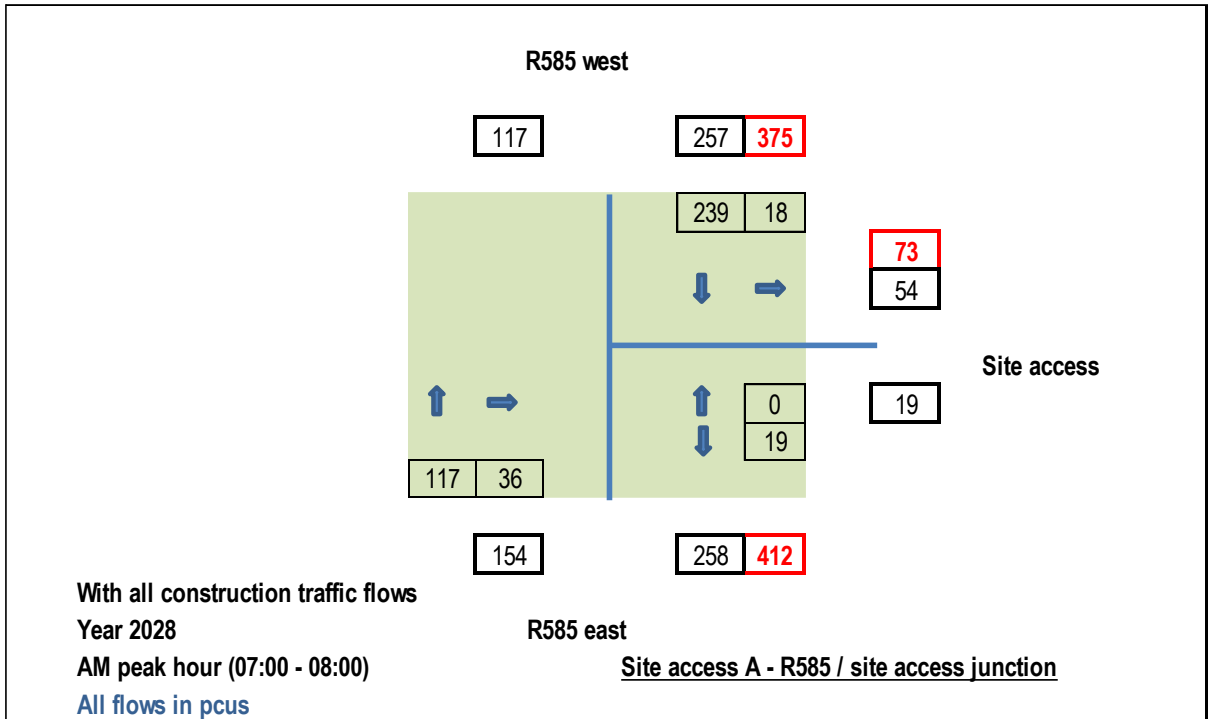 R585 west
117 257 375
239 18
73
54
Site access
0 19
19
117 36
154 258 412
With all construction traffic flows
Year 2028 R585 east
AM peak hour (07:00 - 08:00) Site access A - R585 / site access junction
All flows in pcus